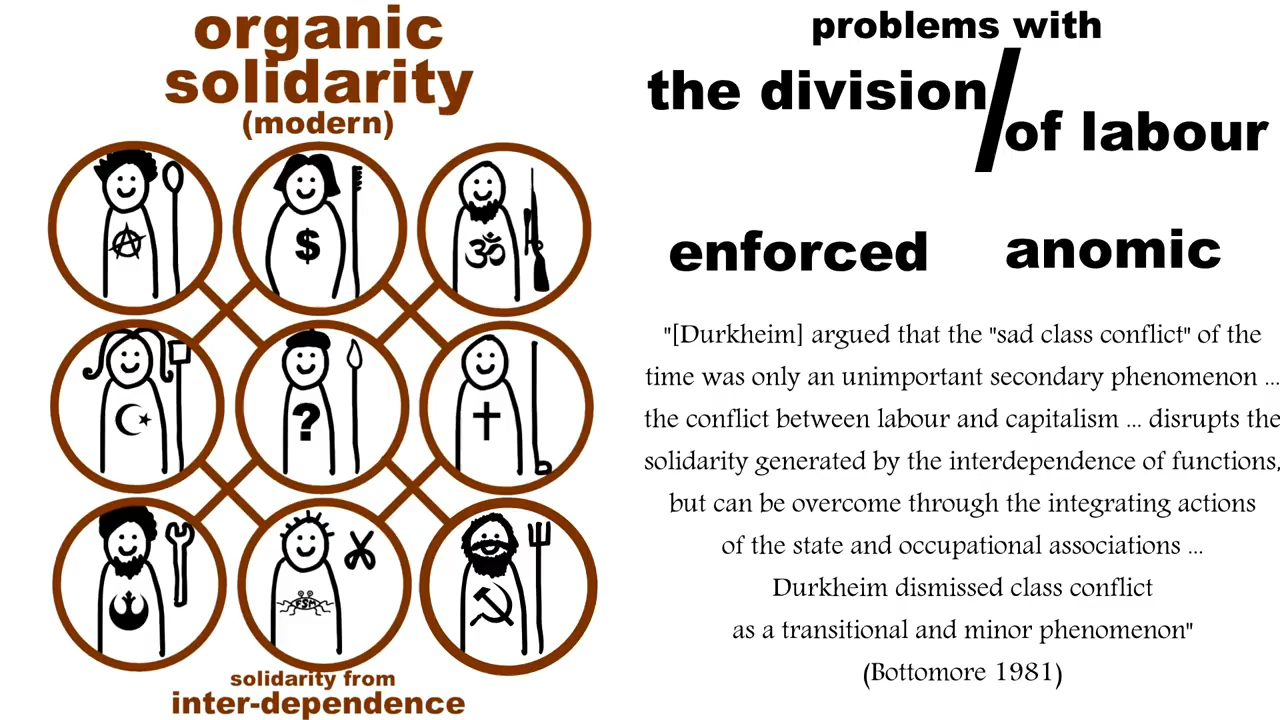 organic
solidarity
(modern)
$
ॐ
?
FSM
solidarity from
inter-dependence
problems with
the division/of labour
enforced anomic
"[Durkheim] argued that the "sad class conflict" of the
time was only an unimportant secondary phenomenon ...
the conflict between labour and capitalism ... disrupts the
solidarity generated by the interdependence of functions,
but can be overcome through the integrating actions
of the state and occupational associations ...
Durkheim dismissed class conflict
as a transitional and minor phenomenon"
(Bottomore 1981)